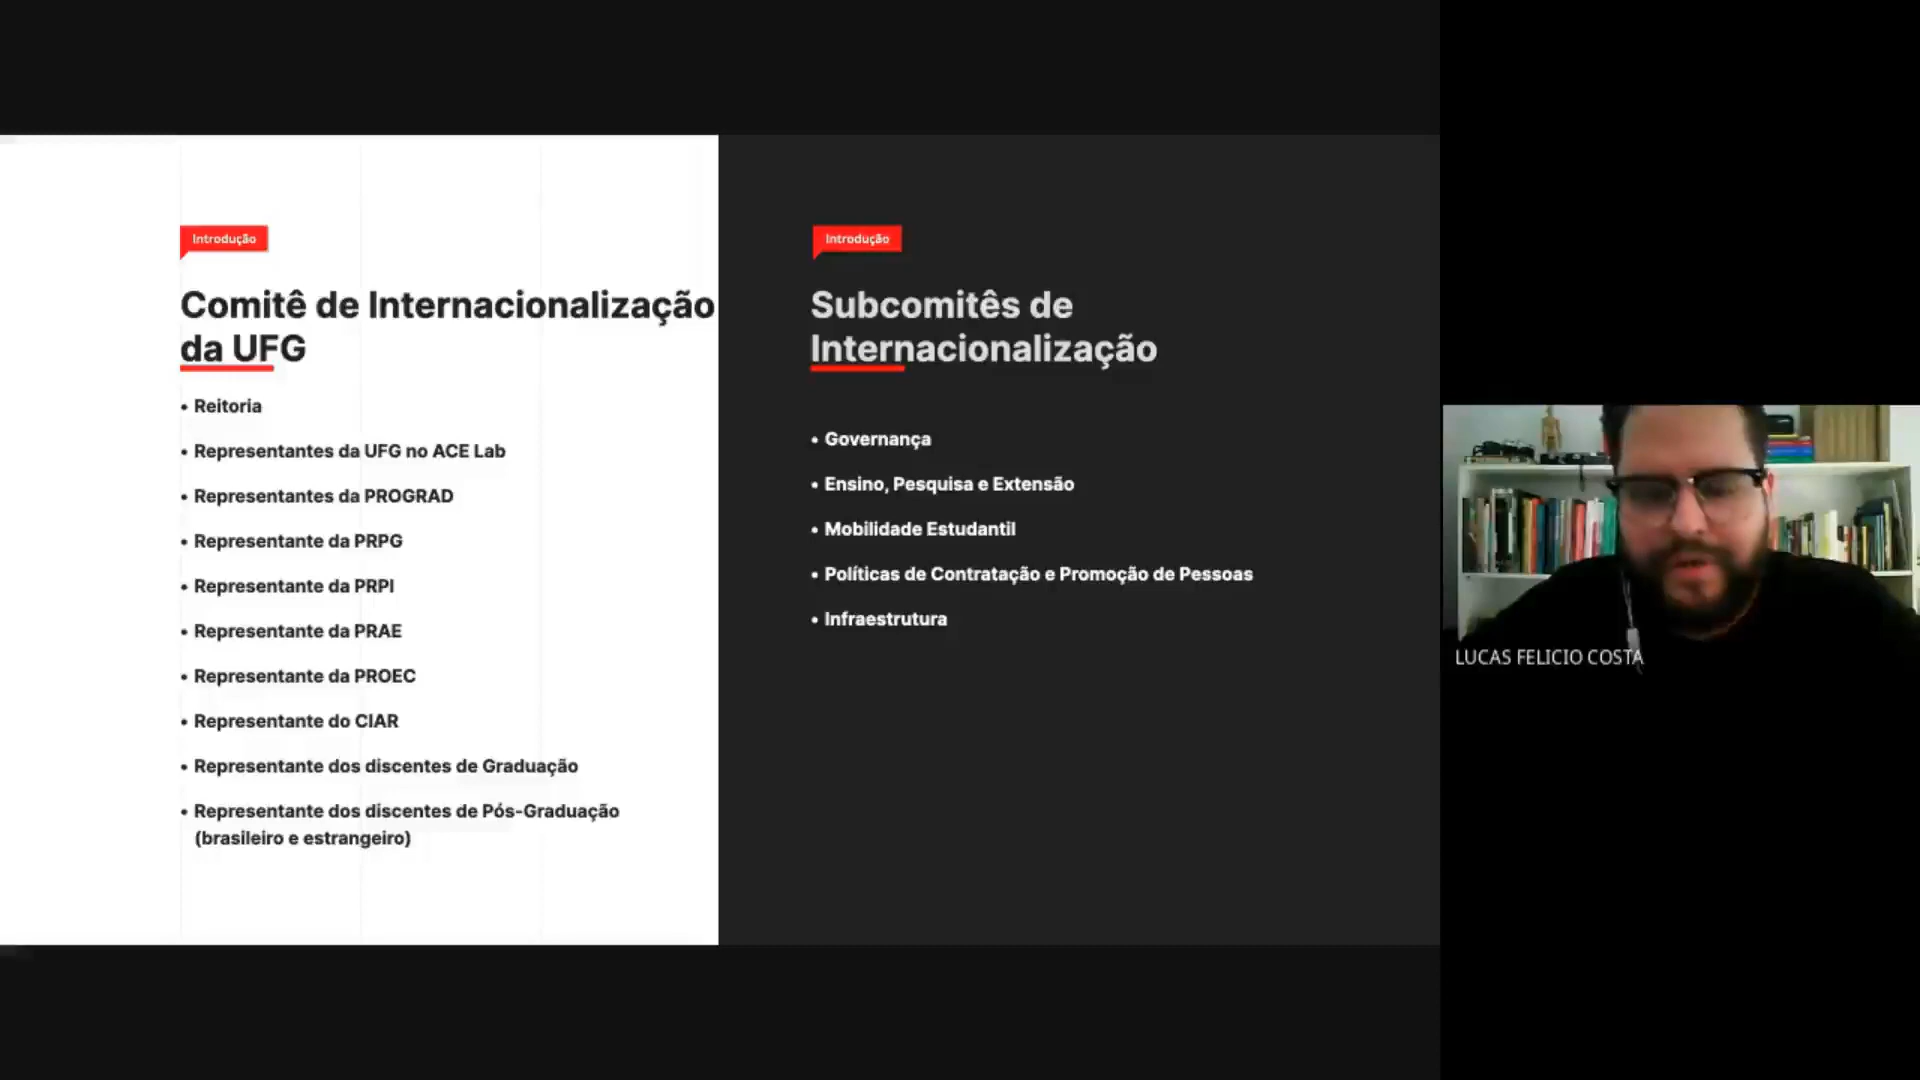 Introdução
Comitê de Internacionalização
da UFG
• Reitoria
• Representantes da UFG no ACE Lab
• Representantes da PROGRAD
• Representante da PRPG
• Representante da PRPI
• Representante da PRAE
• Representante da PROEC
• Representante do CIAR
• Representante dos discentes de Graduação
• Representante dos discentes de Pós-Graduação
(brasileiro e estrangeiro)
Introdução
Subcomitês de
Internacionalização
• Governança
• Ensino, Pesquisa e Extensão
• Mobilidade Estudantil
• Políticas de Contratação e Promoção de Pessoas
• Infraestrutura
LUCAS FELICIO COSTA